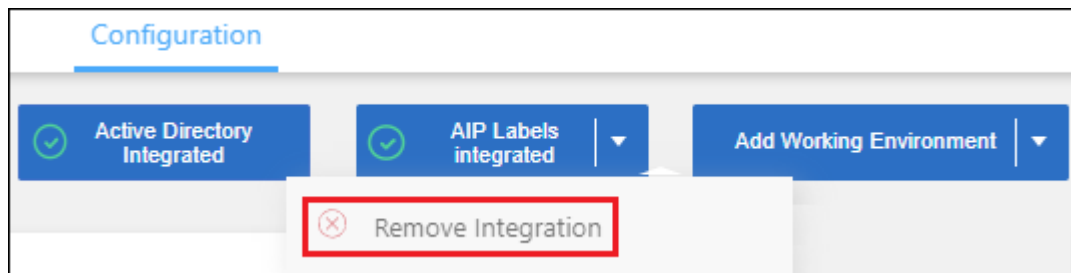 Configuration
Active Directory
Integrated
AIP Labels
integrated
Add Working Environment
Remove Integration